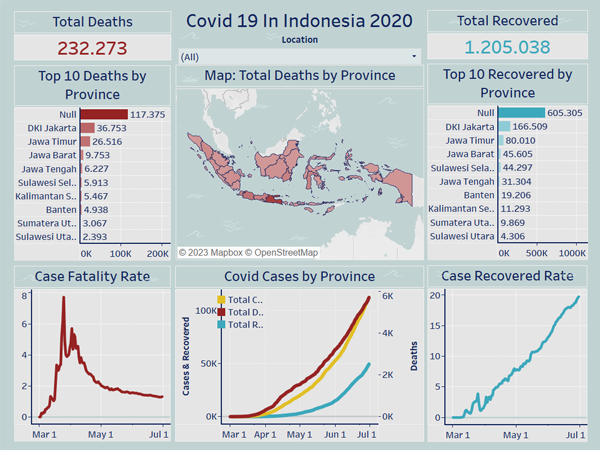 Total Deaths
232.273
Covid 19 In Indonesia 2020
Location
(All)
Total Recovered
1.205.038
Top 10 Deaths by
Province
Null 117.375
DKI Jakarta 36.753
Jawa Timur 26.516
Jawa Barat 9.753
Jawa Tengah 6.227
Sulawesi Sel.. 5.913
Kalimantan S.. 5.467
Banten 4.938
Sumatera Ut.. 3.067
Sulawesi Uta.. 2.393
0K 100K 200K
Map: Total Deaths by Province
© 2023 Mapbox © OpenStreetMap
Top 10 Recovered by
Province
Null 605.305
DKI Jakarta 166.509
Jawa Timur 80.010
Jawa Barat 45.605
Sulawesi Sela.. 44.297
Jawa Tengah 31.304
Banten 19.206
Kalimantan Se.. 11.293
Sumatera Uta.. 9.869
Sulawesi Utara 4.306
0K 500K 1000K
Case Fatality Rate
8
6
4
2
0
Mar 1 May 1 Jul 1
Covid Cases by Province
Total C..
Total D..
Total R..
Cases & Recovered
100K
50K
0K
6K
4K
2K
0K
Deaths
Mar 1 Apr 1 May 1 Jun 1 Jul 1
Case Recovered Rate
20
15
10
5
0
Mar 1 May 1 Jul 1